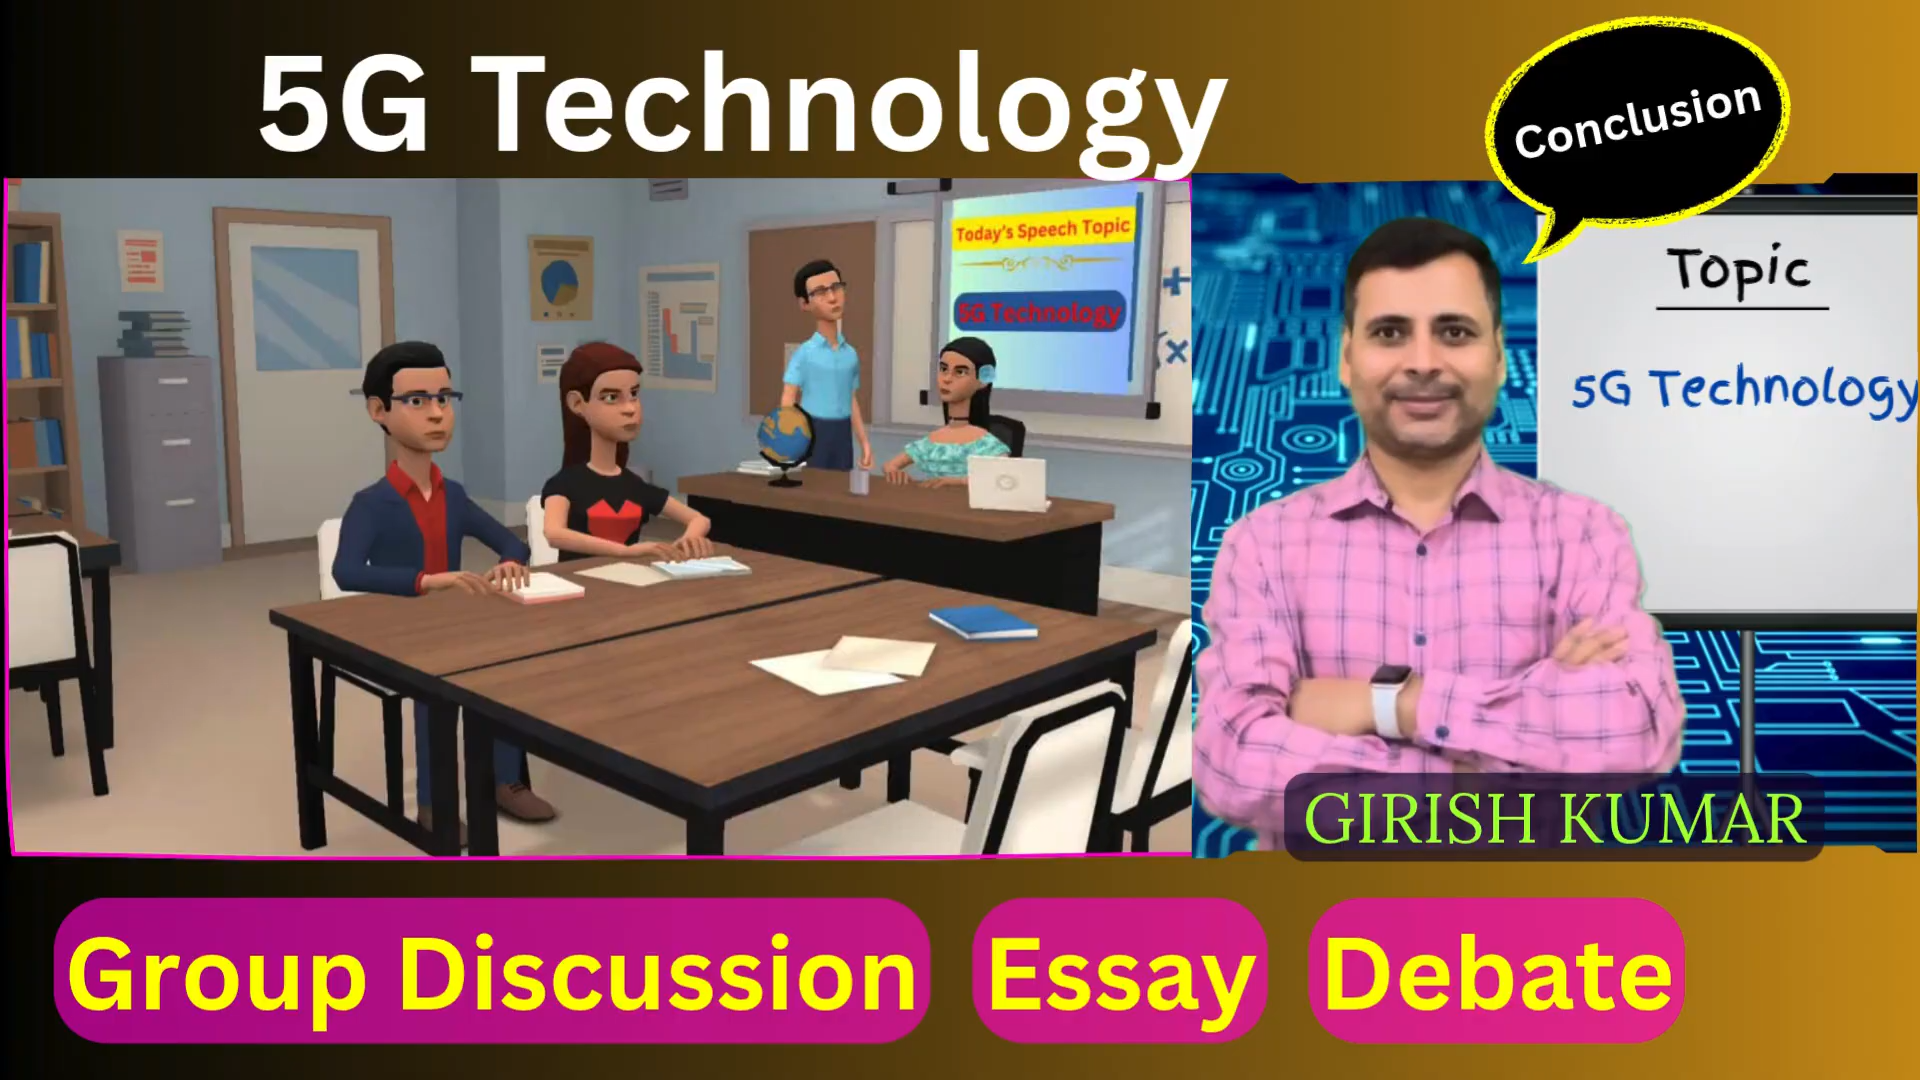 5G Technology
Conclusion
Today's Speech Topic
5G Technology
Topic
5G Technology
GIRISH KUMAR
Group Discussion
Essay
Debate